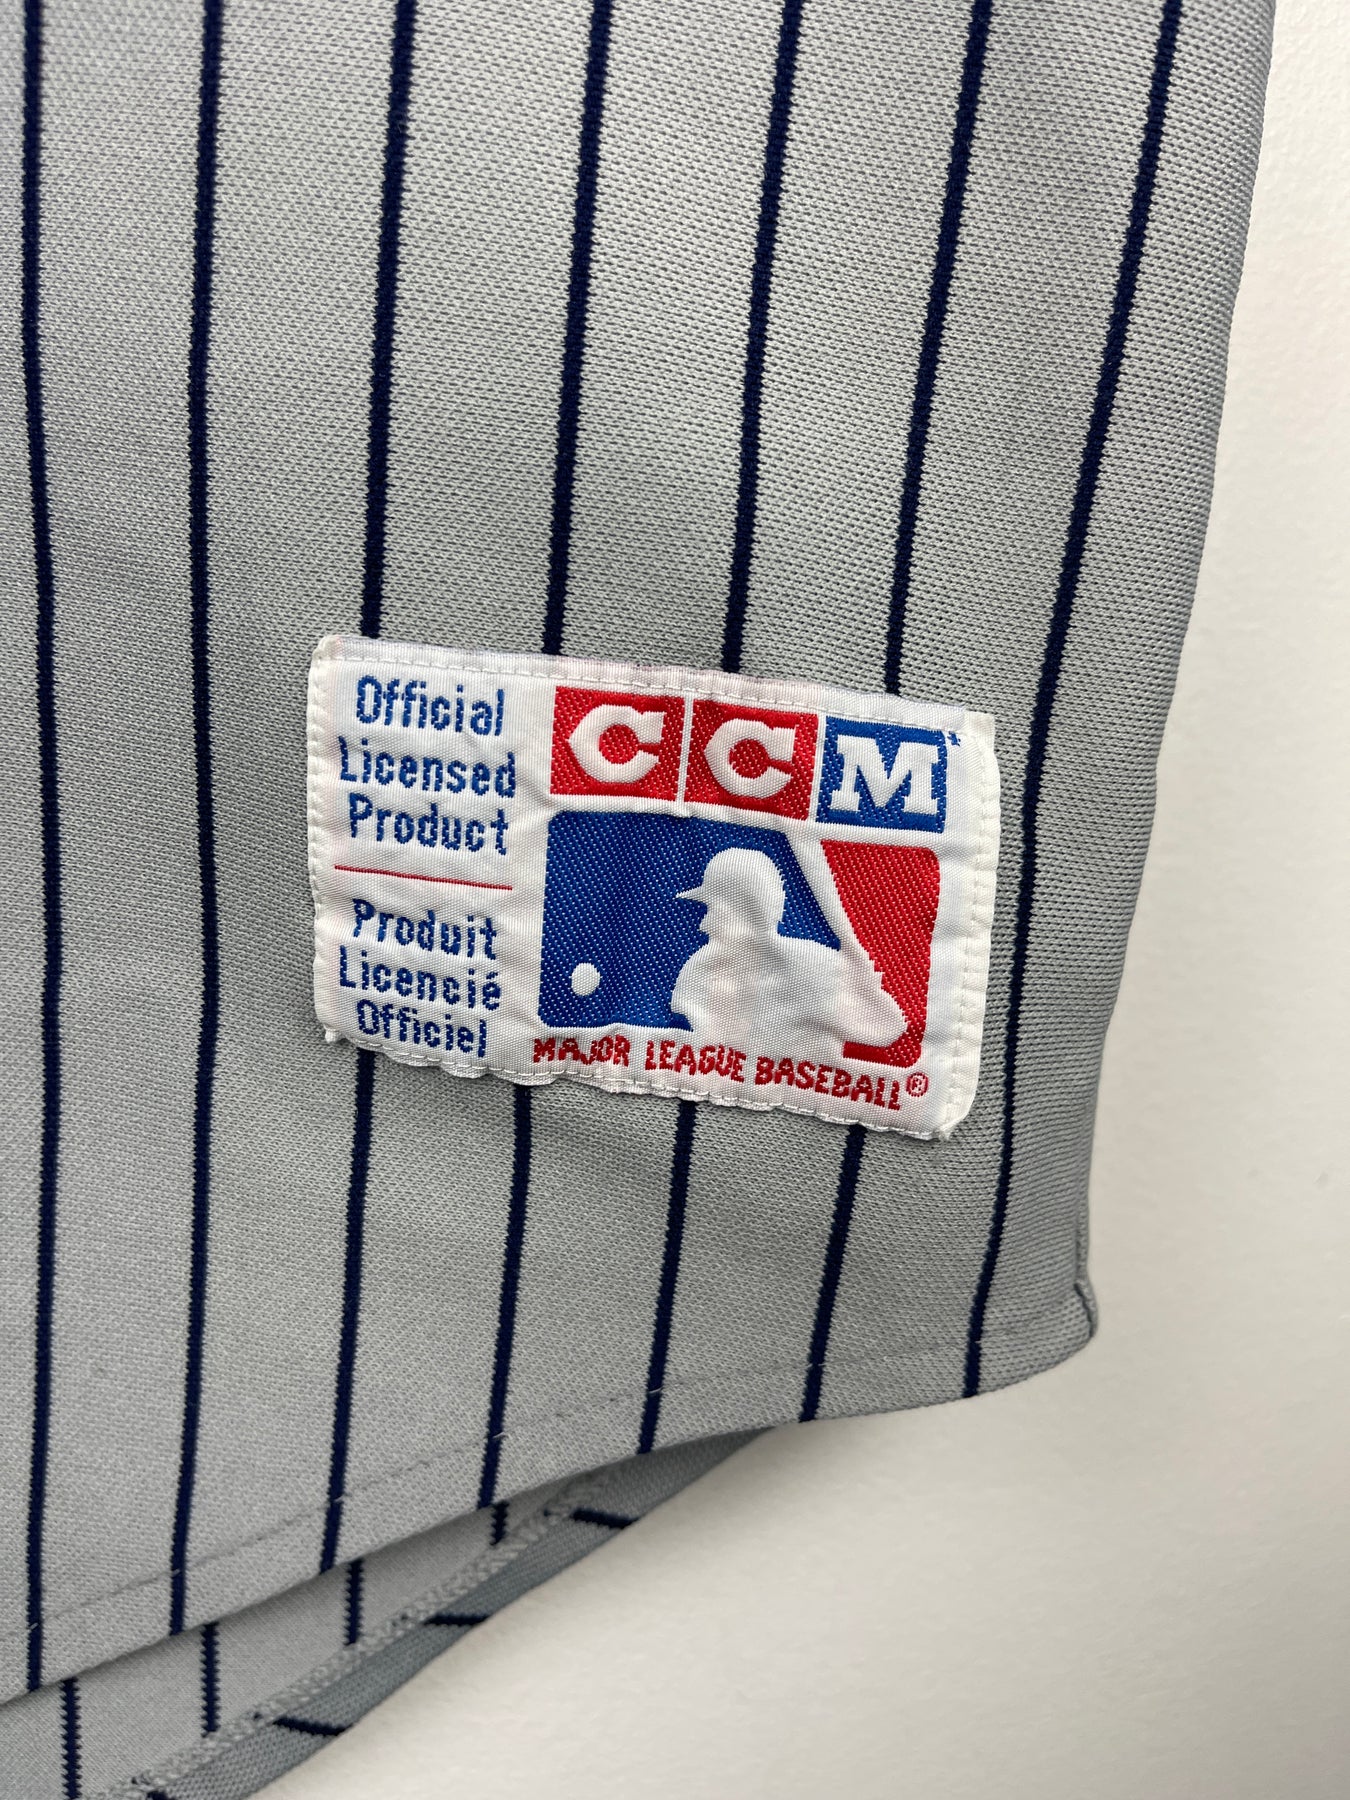 Official
Licensed
Product
Produit
Licencié
Officiel
CCM
MAJOR LEAGUE BASEBALL®